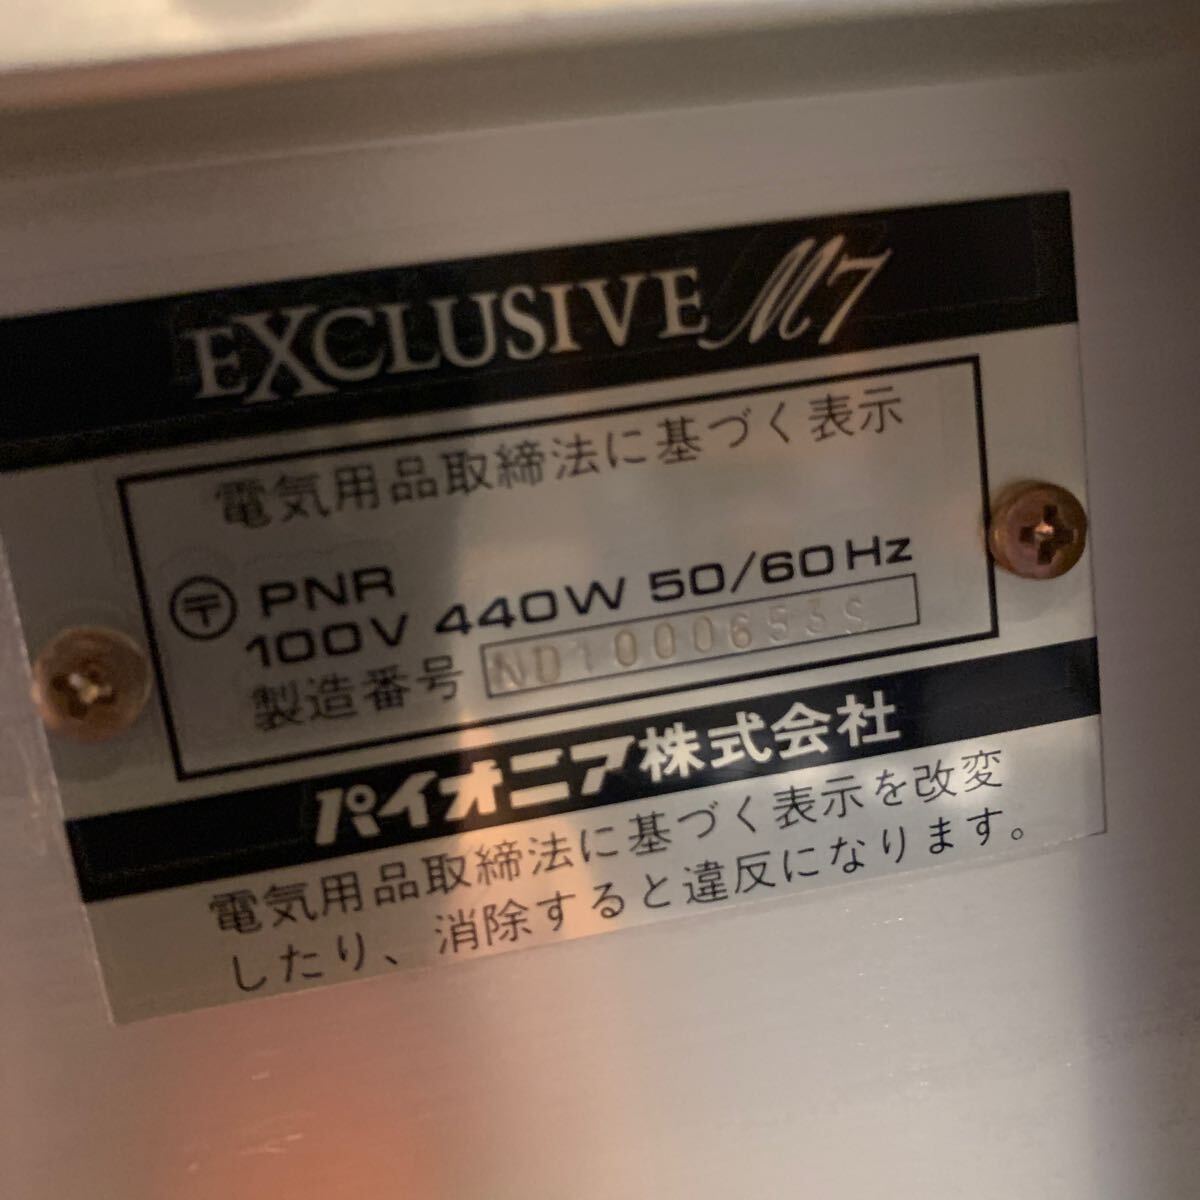 EXCLUSIVE M7
電気用品取締法に基づく表示
〒 PNR
100V 440W 50/60Hz
製造番号 ND1000653S
パイオニア株式会社
電気用品取締法に基づく表示を改変
したり、消除すると違反になります。